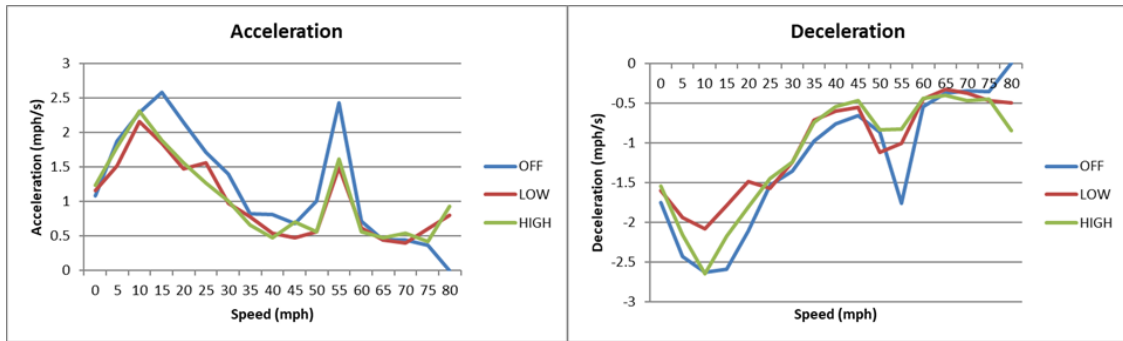 Acceleration
3
2.5
2
1.5
1
0.5
0
Acceleration (mph/s)
0 5 10 15 20 25 30 35 40 45 50 55 60 65 70 75 80
Speed (mph)
OFF
LOW
HIGH
Deceleration
0
-0.5
-1
-1.5
-2
-2.5
-3
Deceleration (mph/s)
0 5 10 15 20 25 30 35 40 45 50 55 60 65 70 75 80
Speed (mph)
OFF
LOW
HIGH